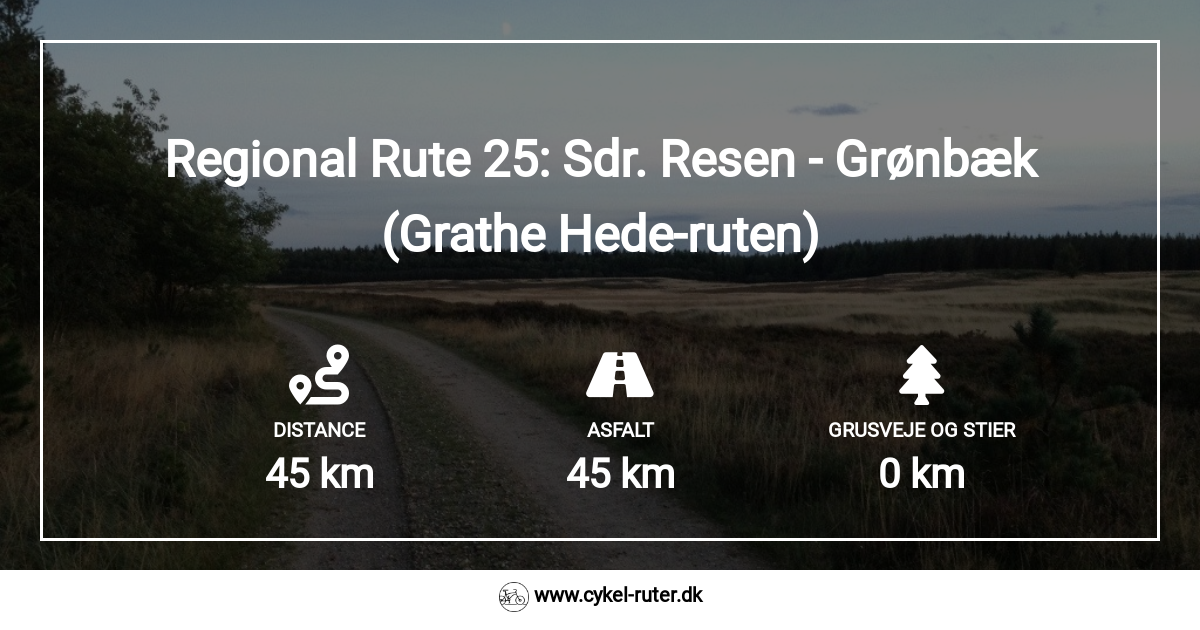 Regional Rute 25: Sdr. Resen - Grønbæk
(Grathe Hede-ruten)
DISTANCE
45 km
ASFALT
45 km
GRUSVEJE OG STIER
0 km
www.cykel-ruter.dk